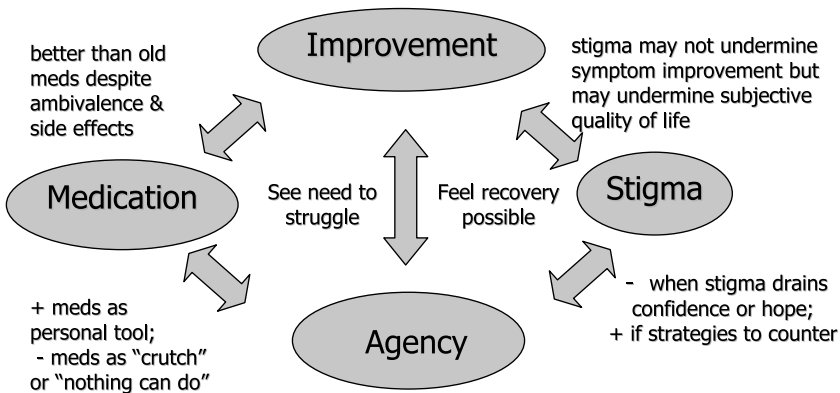 Improvement
better than old
meds despite
ambivalence &
side effects
stigma may not undermine
symptom improvement but
may undermine subjective
quality of life
Medication
See need to
struggle
Feel recovery
possible
Stigma
+ meds as
personal tool;
- meds as “crutch”
or “nothing can do”
Agency
- when stigma drains
confidence or hope;
+ if strategies to counter